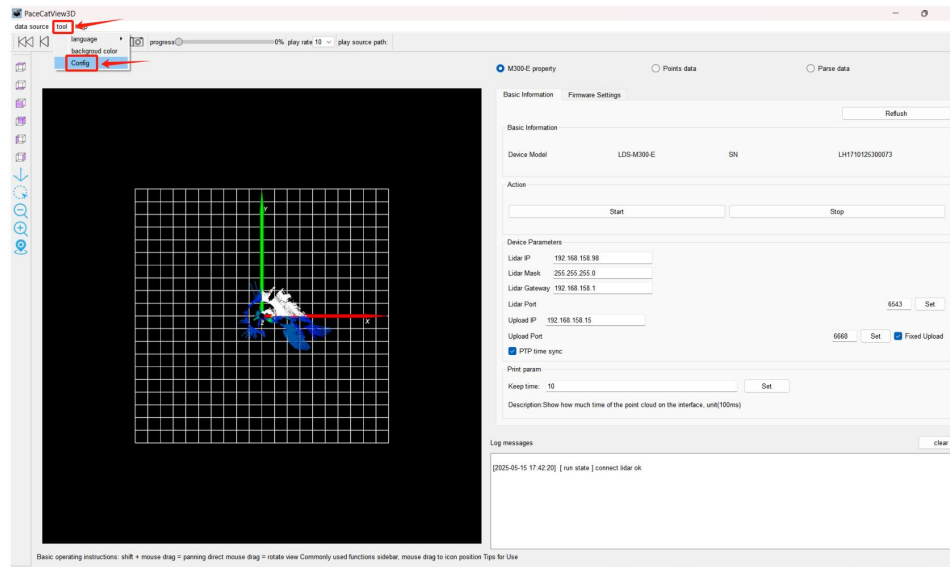 PaceCatView3D
data source tool
language
backgroud color
Config
progress 0% play rate 10 play source path:
M300-E property Points data Parse data
Basic Information Firmware Settings
Reflush
Basic Information
Device Model LDS-M300-E SN LH1710125300073
Action
Start Stop
Device Parameters
Lidar IP 192.168.158.98
Lidar Mask 255.255.255.0
Lidar Gateway 192.168.158.1
Lidar Port 6543 Set
Upload IP 192.168.158.15
Upload Port 6668 Set Fixed Upload
PTP time sync
Print param
Keep time: 10 Set
Description:Show how much time of the point cloud on the interface, unit(100ms)
Y
X
Z
Log messages clear
[2025-05-15 17:42:20] [ run state ] connect lidar ok
Basic operating instructions: shift + mouse drag = panning direct mouse drag = rotate view Commonly used functions sidebar, mouse drag to icon position Tips for Use